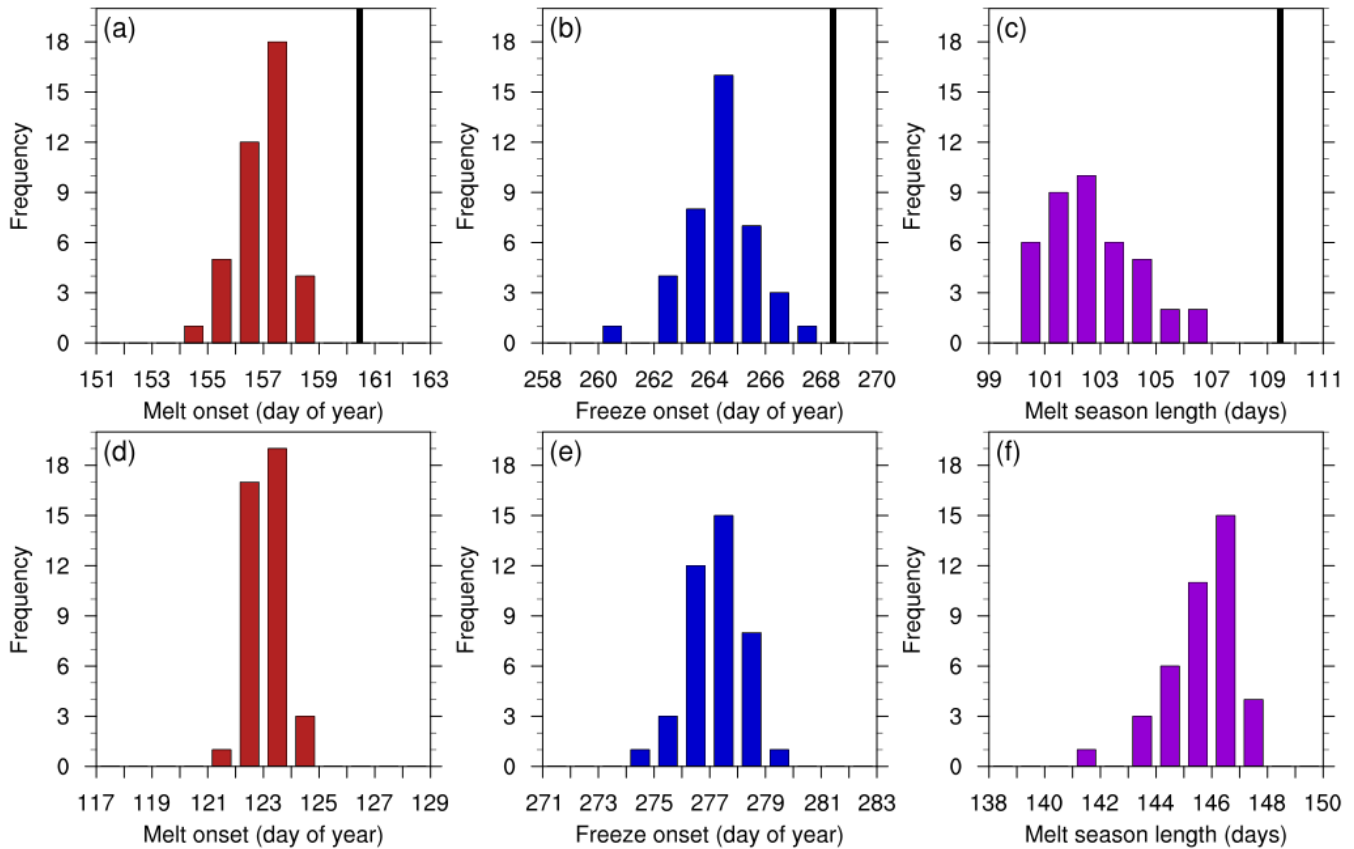 (a)
Frequency
18
15
12
9
6
3
0
151 153 155 157 159 161 163
Melt onset (day of year)
(b)
Frequency
18
15
12
9
6
3
0
258 260 262 264 266 268 270
Freeze onset (day of year)
(c)
Frequency
18
15
12
9
6
3
0
99 101 103 105 107 109 111
Melt season length (days)
(d)
Frequency
18
15
12
9
6
3
0
117 119 121 123 125 127 129
Melt onset (day of year)
(e)
Frequency
18
15
12
9
6
3
0
271 273 275 277 279 281 283
Freeze onset (day of year)
(f)
Frequency
18
15
12
9
6
3
0
138 140 142 144 146 148 150
Melt season length (days)